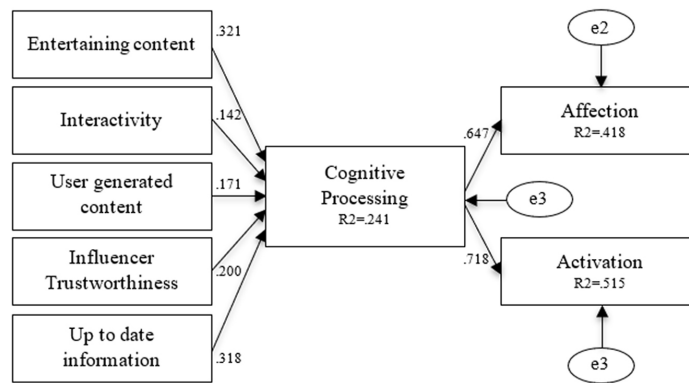 Entertaining content
.321
Interactivity
.142
User generated
content
.171
Influencer
Trustworthiness
.200
Up to date
information
.318
Cognitive
Processing
R2=.241
.647
.718
e2
Affection
R2=.418
e3
Activation
R2=.515
e3